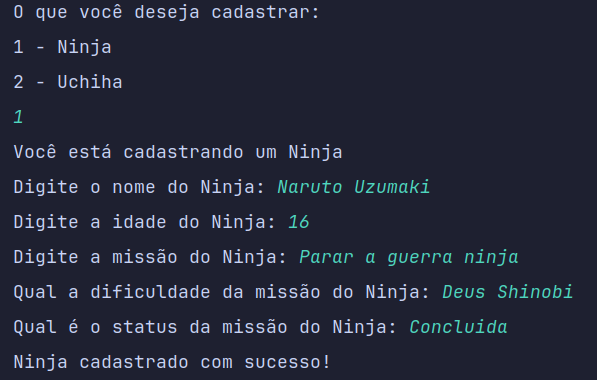 O que você deseja cadastrar:
1 - Ninja
2 - Uchiha
1
Você está cadastrando um Ninja
Digite o nome do Ninja: Naruto Uzumaki
Digite a idade do Ninja: 16
Digite a missão do Ninja: Parar a guerra ninja
Qual a dificuldade da missão do Ninja: Deus Shinobi
Qual é o status da missão do Ninja: Concluida
Ninja cadastrado com sucesso!